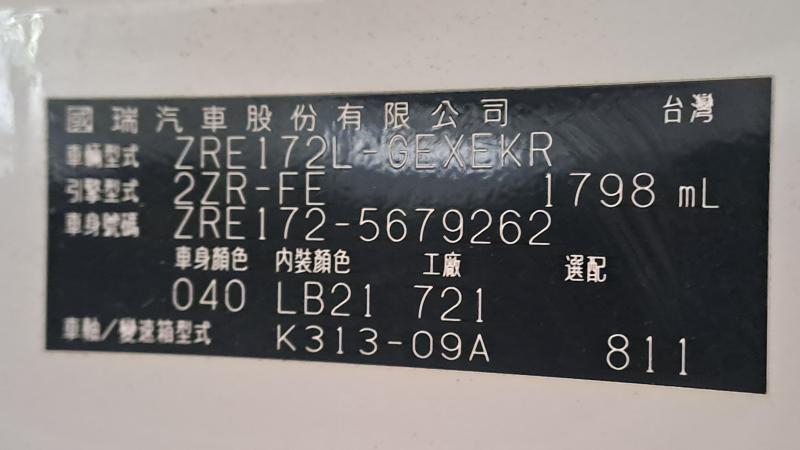 國瑞汽車股份有限公司 台灣
車輛型式 ZRE172L-GEXEKR
引擎型式 2ZR-FE 1798 mL
車身號碼 ZRE172-5679262
車身顏色 內裝顏色 工廠 選配
040 LB21 721
車軸/變速箱型式 K313-09A 811